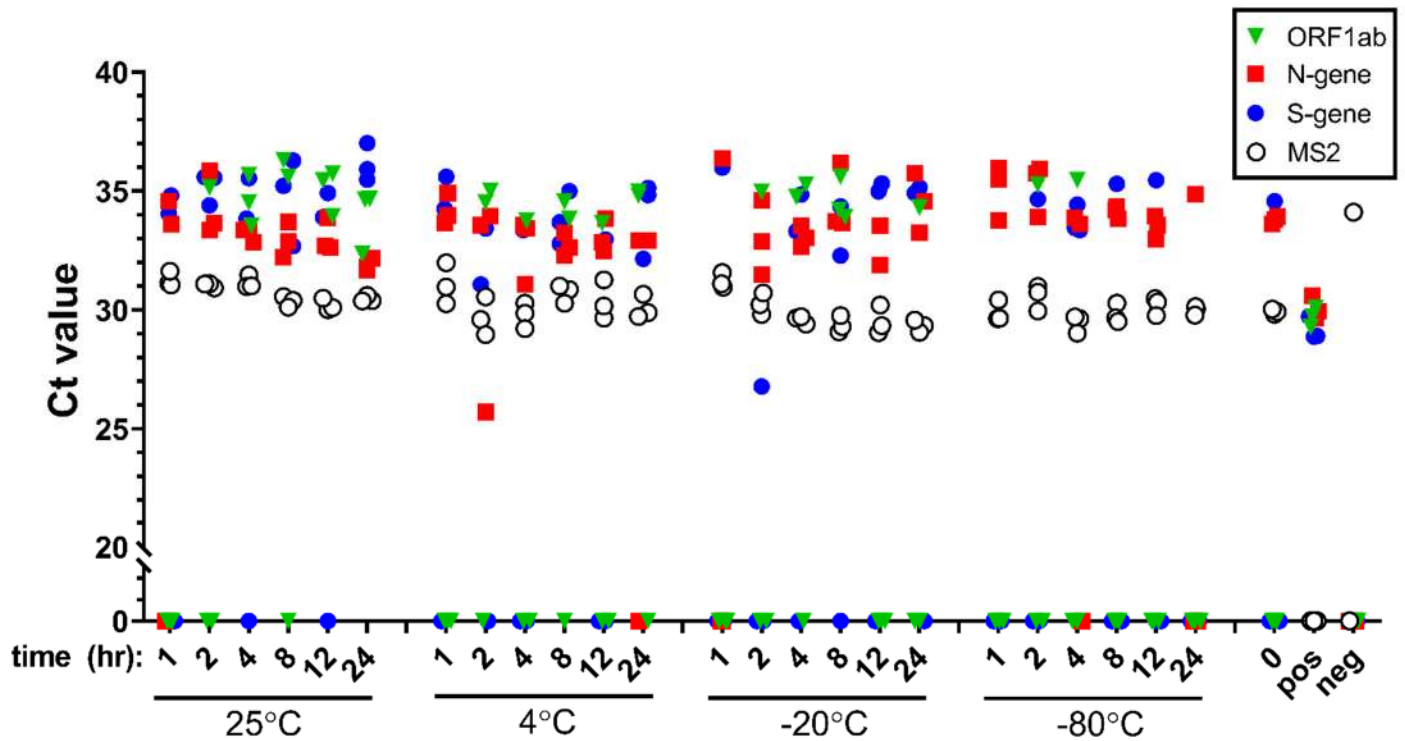 ORF1ab
N-gene
S-gene
MS2
40
35
30
25
20
0
Ct value
time (hr): 1 2 4 8 12 24 1 2 4 8 12 24 1 2 4 8 12 24 1 2 4 8 12 24 0 pos neg
25°C 4°C -20°C -80°C